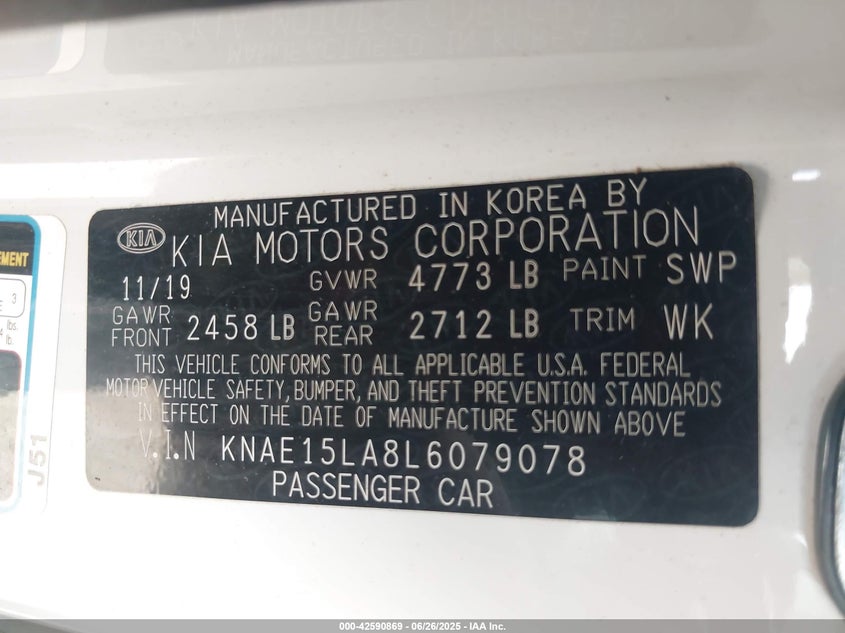 MANUFACTURED IN KOREA BY
KIA KIA MOTORS CORPORATION
11/19 GVWR 4773 LB PAINT SWP
GAWR FRONT 2458 LB GAWR REAR 2712 LB TRIM WK
THIS VEHICLE CONFORMS TO ALL APPLICABLE U.S.A. FEDERAL
MOTOR VEHICLE SAFETY, BUMPER, AND THEFT PREVENTION STANDARDS
IN EFFECT ON THE DATE OF MANUFACTURE SHOWN ABOVE
V.I.N KNAE15LA8L6079078
PASSENGER CAR
J51
3
lbs.
lb.
000-42590869 • 06/26/2025 • IAA Inc.